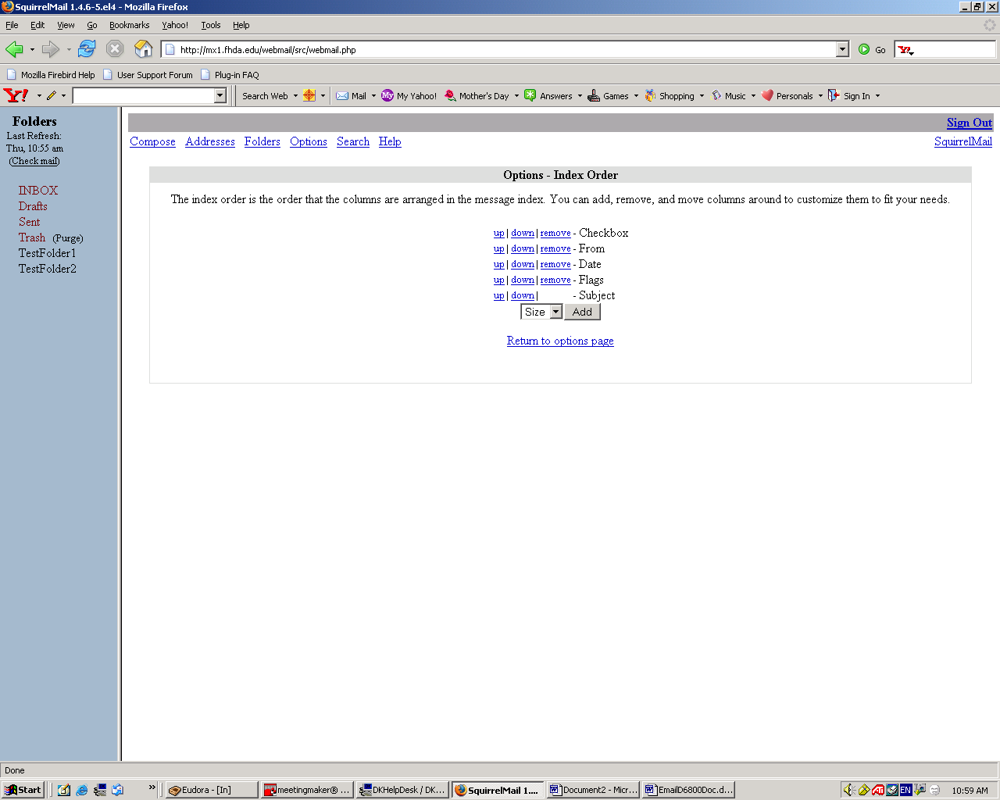 SquirrelMail 1.4.6-5.el4 - Mozilla Firefox
File Edit View Go Bookmarks Yahoo! Tools Help
http://mx1.fhda.edu/webmail/src/webmail.php Go Y!
Mozilla Firebird Help User Support Forum Plug-in FAQ
Y! Search Web Mail My My Yahoo! Mother's Day Answers Games Shopping Music Personals Sign In
Folders
Last Refresh:
Thu, 10:55 am
(Check mail)
INBOX
Drafts
Sent
Trash (Purge)
TestFolder1
TestFolder2
Sign Out
Compose Addresses Folders Options Search Help SquirrelMail
Options - Index Order
The index order is the order that the columns are arranged in the message index. You can add, remove, and move columns around to customize them to fit your needs.
up | down | remove - Checkbox
up | down | remove - From
up | down | remove - Date
up | down | remove - Flags
up | down | - Subject
Size Add
Return to options page
Done
Start » Eudora - [In] meetingmaker® ... DKHelpDesk / DK... SquirrelMail 1.... Document2 - Micr... EmailD6800Doc.d... EN 10:59 AM